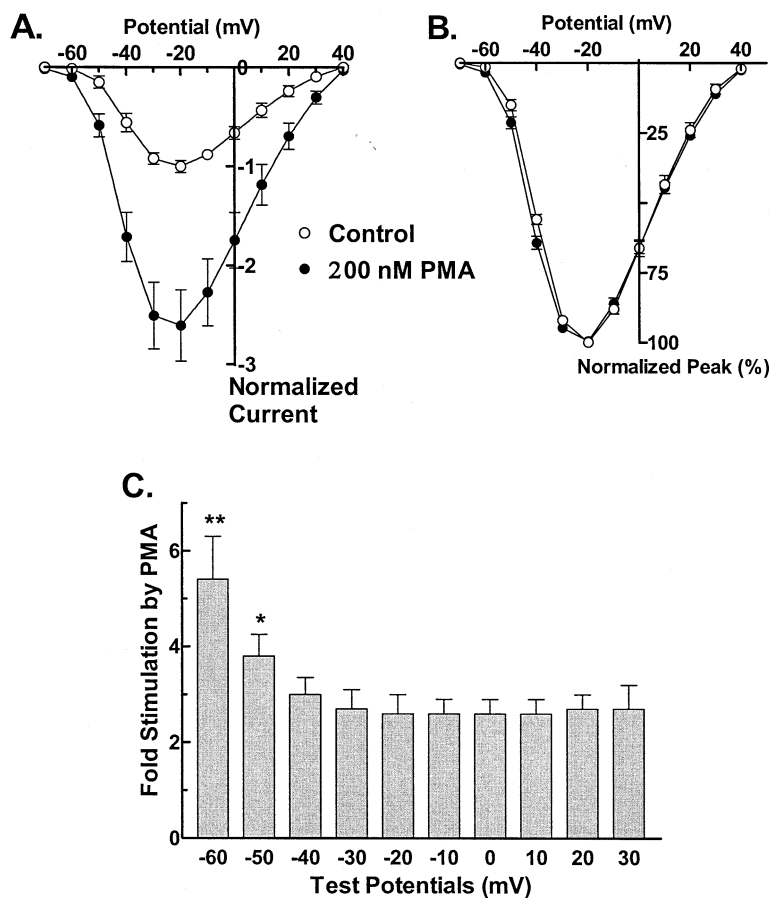 A.
Potential (mV)
-60 -40 -20 0 20 40
-1
-2
-3
Normalized
Current
Control
200 nM PMA
B.
Potential (mV)
-60 -40 -20 20 40
25
75
100
Normalized Peak (%)
C.
Fold Stimulation by PMA
6
4
2
0
**
*
-60 -50 -40 -30 -20 -10 0 10 20 30
Test Potentials (mV)